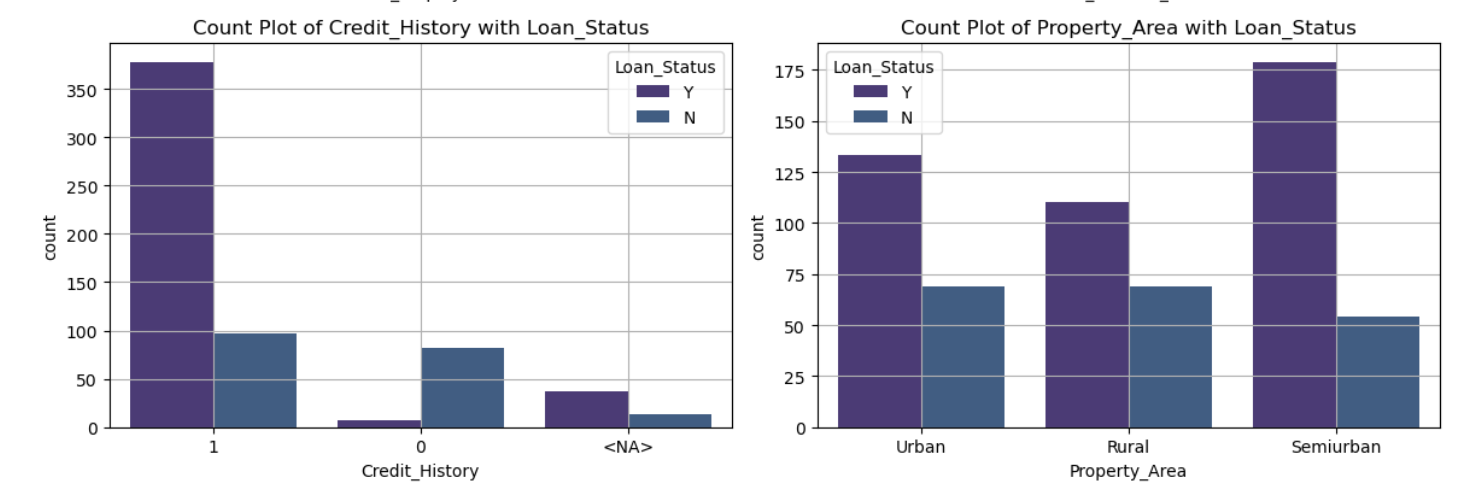 Count Plot of Credit_History with Loan_Status
Loan_Status
Y
N
350
300
250
200
150
100
50
0
count
1 0 <NA>
Credit_History
Count Plot of Property_Area with Loan_Status
Loan_Status
Y
N
175
150
125
100
75
50
25
0
count
Urban Rural Semiurban
Property_Area